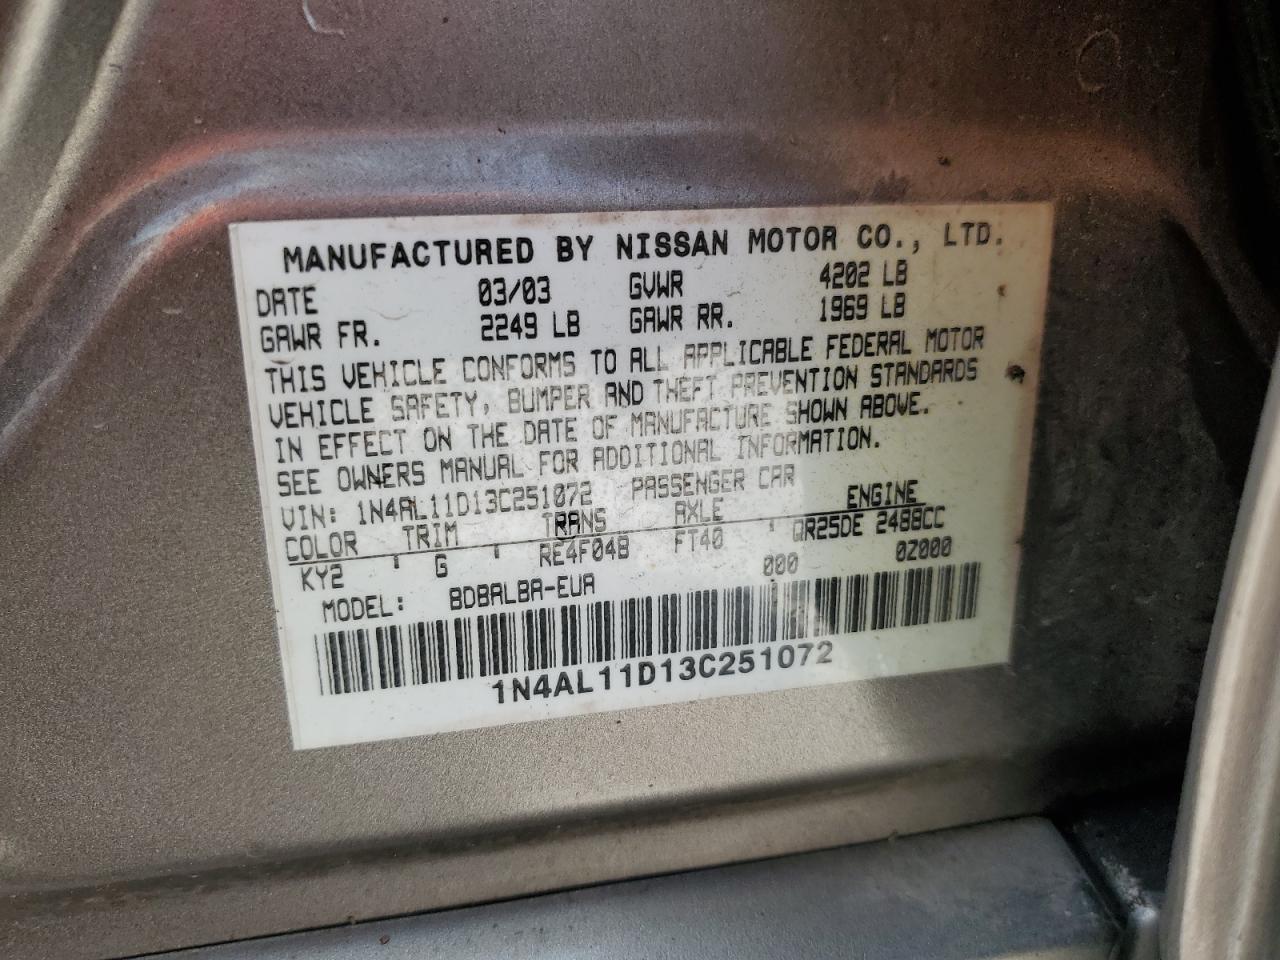 MANUFACTURED BY NISSAN MOTOR CO., LTD.
DATE 03/03 GVWR 4202 LB
GAWR FR. 2249 LB GAWR RR. 1969 LB
THIS VEHICLE CONFORMS TO ALL APPLICABLE FEDERAL MOTOR
VEHICLE SAFETY, BUMPER AND THEFT PREVENTION STANDARDS
IN EFFECT ON THE DATE OF MANUFACTURE SHOWN ABOVE.
SEE OWNERS MANUAL FOR ADDITIONAL INFORMATION.
VIN: 1N4AL11D13C251072 PASSENGER CAR
COLOR TRIM TRANS AXLE ENGINE
KY2 ' G ' RE4F04B FT40 ' QR25DE 2488CC
MODEL: BDBALBA-EUA 000 0Z000
1N4AL11D13C251072